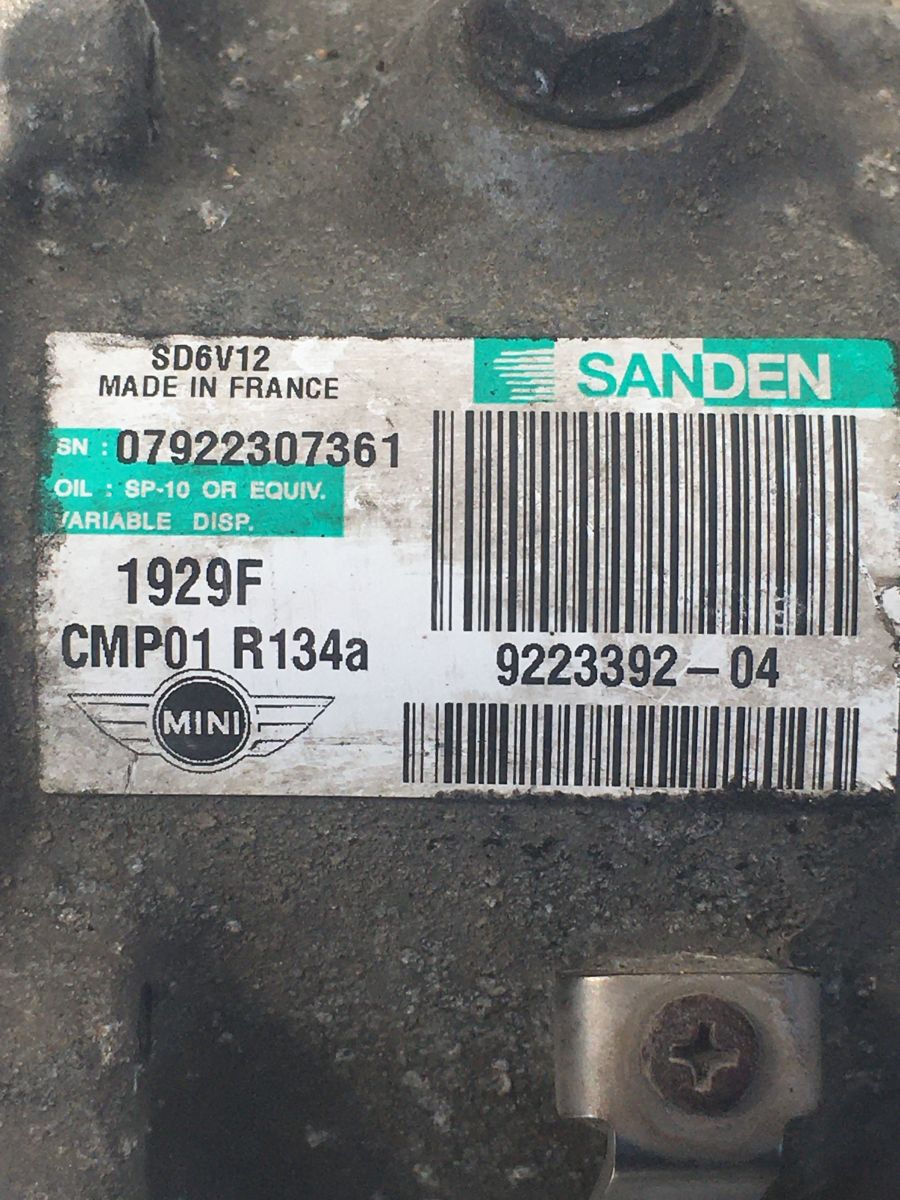 SD6V12
MADE IN FRANCE
SANDEN
SN : 07922307361
OIL : SP-10 OR EQUIV.
VARIABLE DISP.
1929F
CMP01 R134a
9223392-04
MINI